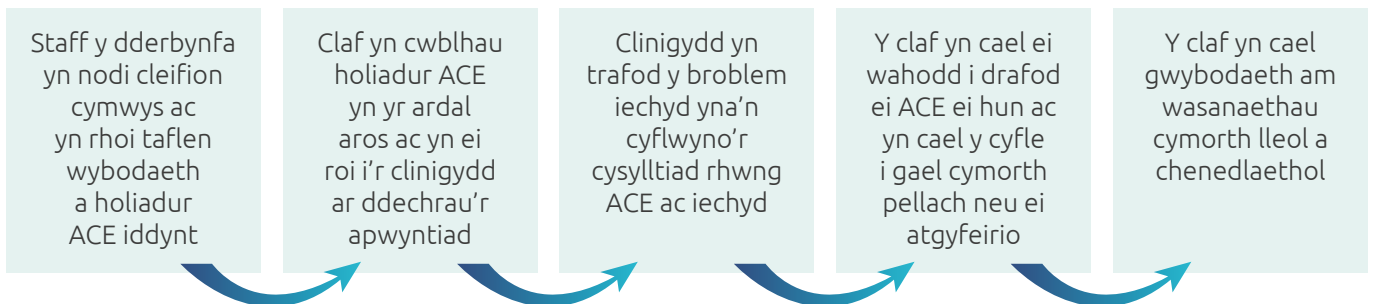 Staff y dderbynfa
yn nodi cleifion
cymwys ac
yn rhoi taflen
wybodaeth
a holiadur
ACE iddynt
Claf yn cwblhau
holiadur ACE
yn yr ardal
aros ac yn ei
roi i'r clinigydd
ar ddechrau'r
apwyntiad
Clinigydd yn
trafod y broblem
iechyd yna'n
cyflwyno'r
cysylltiad rhwng
ACE ac iechyd
Y claf yn cael ei
wahodd i drafod
ei ACE ei hun ac
yn cael y cyfle
i gael cymorth
pellach neu ei
atgyfeirio
Y claf yn cael
gwybodaeth am
wasanaethau
cymorth lleol a
chenedlaethol